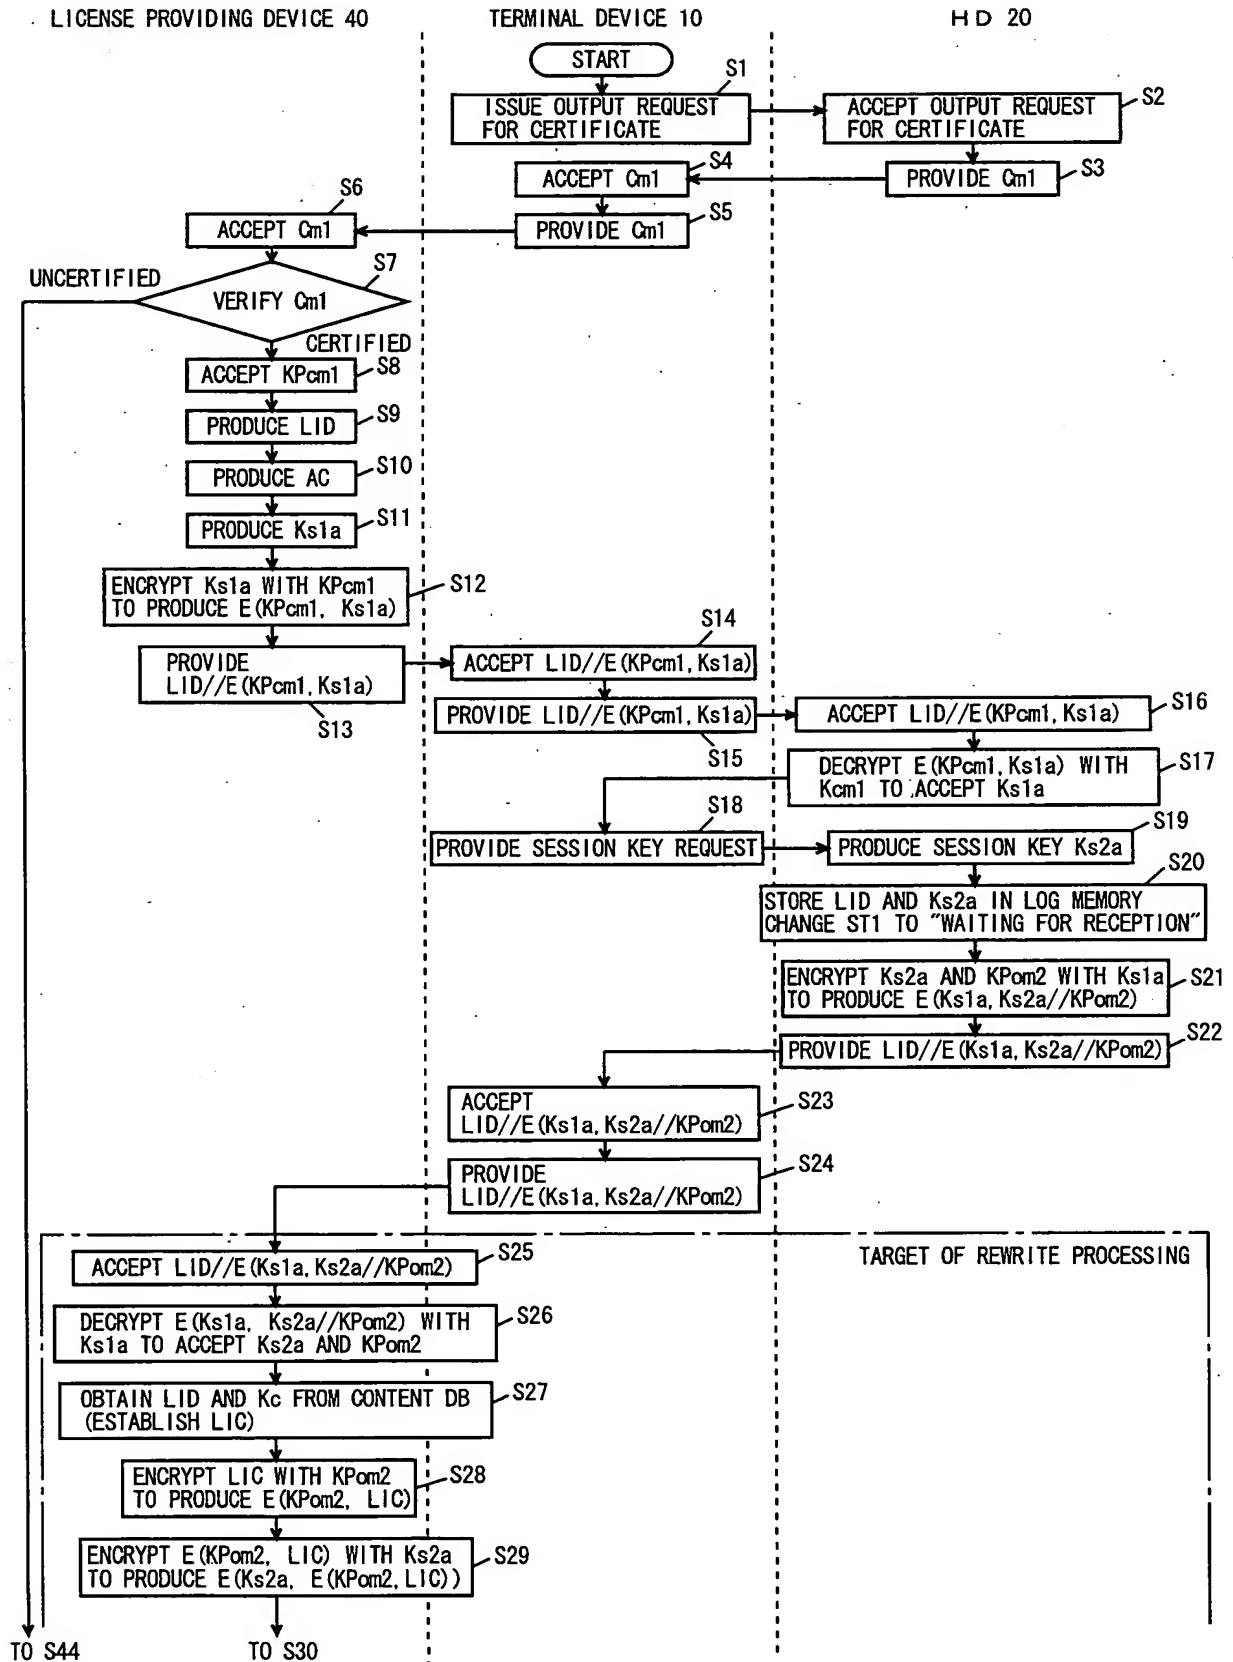 LICENSE PROVIDING DEVICE 40
TERMINAL DEVICE 10
HD 20
START
S1
ISSUE OUTPUT REQUEST
FOR CERTIFICATE
S2
ACCEPT OUTPUT REQUEST
FOR CERTIFICATE
S3
PROVIDE Cm1
S4
ACCEPT Cm1
S5
PROVIDE Cm1
S6
ACCEPT Cm1
S7
UNCERTIFIED
VERIFY Cm1
CERTIFIED
S8
ACCEPT KPcm1
S9
PRODUCE LID
S10
PRODUCE AC
S11
PRODUCE Ks1a
S12
ENCRYPT Ks1a WITH KPcm1
TO PRODUCE E(KPcm1, Ks1a)
PROVIDE
LID//E(KPcm1,Ks1a)
S13
S14
ACCEPT LID//E(KPcm1,Ks1a)
PROVIDE LID//E(KPcm1,Ks1a)
S15
S16
ACCEPT LID//E(KPcm1,Ks1a)
S17
DECRYPT E(KPcm1,Ks1a) WITH
Kcm1 TO ACCEPT Ks1a
S18
PROVIDE SESSION KEY REQUEST
S19
PRODUCE SESSION KEY Ks2a
S20
STORE LID AND Ks2a IN LOG MEMORY
CHANGE ST1 TO "WAITING FOR RECEPTION"
S21
ENCRYPT Ks2a AND KPom2 WITH Ks1a
TO PRODUCE E(Ks1a,Ks2a//KPom2)
S22
PROVIDE LID//E(Ks1a,Ks2a//KPom2)
S23
ACCEPT
LID//E(Ks1a,Ks2a//KPom2)
S24
PROVIDE
LID//E(Ks1a,Ks2a//KPom2)
TARGET OF REWRITE PROCESSING
S25
ACCEPT LID//E(Ks1a,Ks2a//KPom2)
S26
DECRYPT E(Ks1a, Ks2a//KPom2) WITH
Ks1a TO ACCEPT Ks2a AND KPom2
S27
OBTAIN LID AND Kc FROM CONTENT DB
(ESTABLISH LIC)
S28
ENCRYPT LIC WITH KPom2
TO PRODUCE E(KPom2, LIC)
S29
ENCRYPT E(KPom2, LIC) WITH Ks2a
TO PRODUCE E(Ks2a, E(KPom2,LIC))
TO S44
TO S30